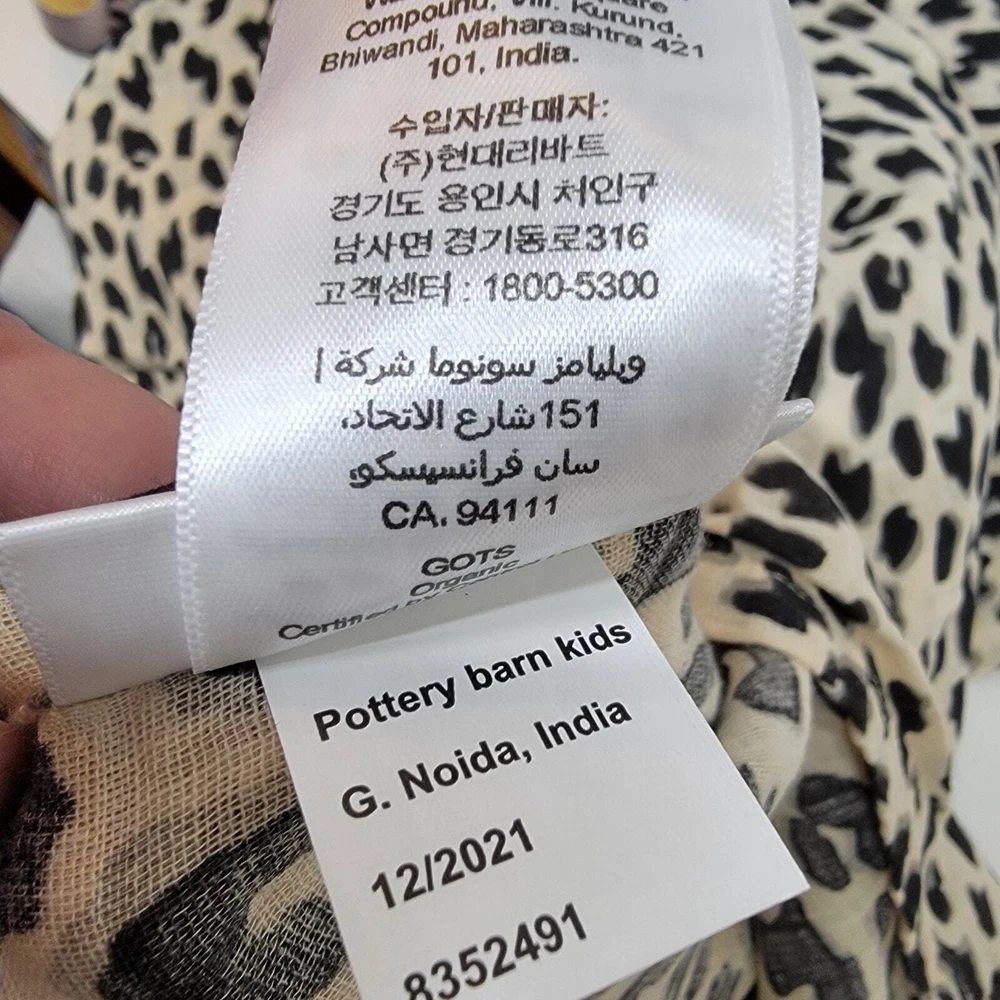 Compound, Vill. Kurund,
Bhiwandi, Maharashtra 421
101, India.
수입자/판매자:
(주)현대리바트
경기도 용인시 처인구
남사면 경기동로316
고객센터 : 1800-5300
ويليامز سونوما شركة |
151شارع الاتحاد،
سان فرانسيسكو،
CA, 94111
GOTS
Organic
Certified by
Pottery barn kids
G. Noida, India
12/2021
8352491